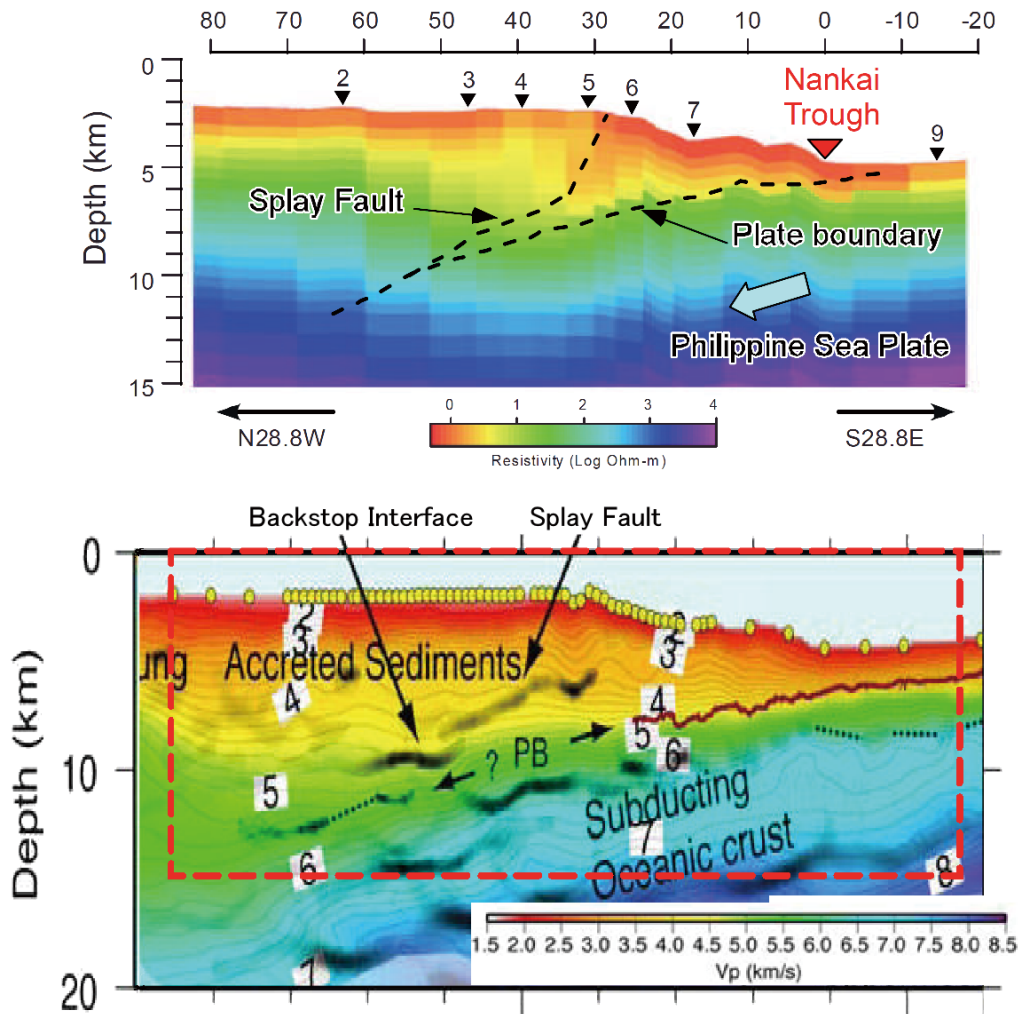 80 70 60 50 40 30 20 10 0 -10 -20
0
5
10
15
Depth (km)
2 3 4 5 6 7 9
Nankai
Trough
Splay Fault
Plate boundary
Philippine Sea Plate
N28.8W
S28.8E
0 1 2 3 4
Resistivity (Log Ohm-m)
Backstop Interface
Splay Fault
0
10
20
Depth (km)
2
3
ung Accreted Sediments
4
5
6
7
2
3
4
5
6
? PB
Subducting
7
Oceanic crust
8
1.5 2.0 2.5 3.0 3.5 4.0 4.5 5.0 5.5 6.0 6.5 7.0 7.5 8.0 8.5
Vp (km/s)